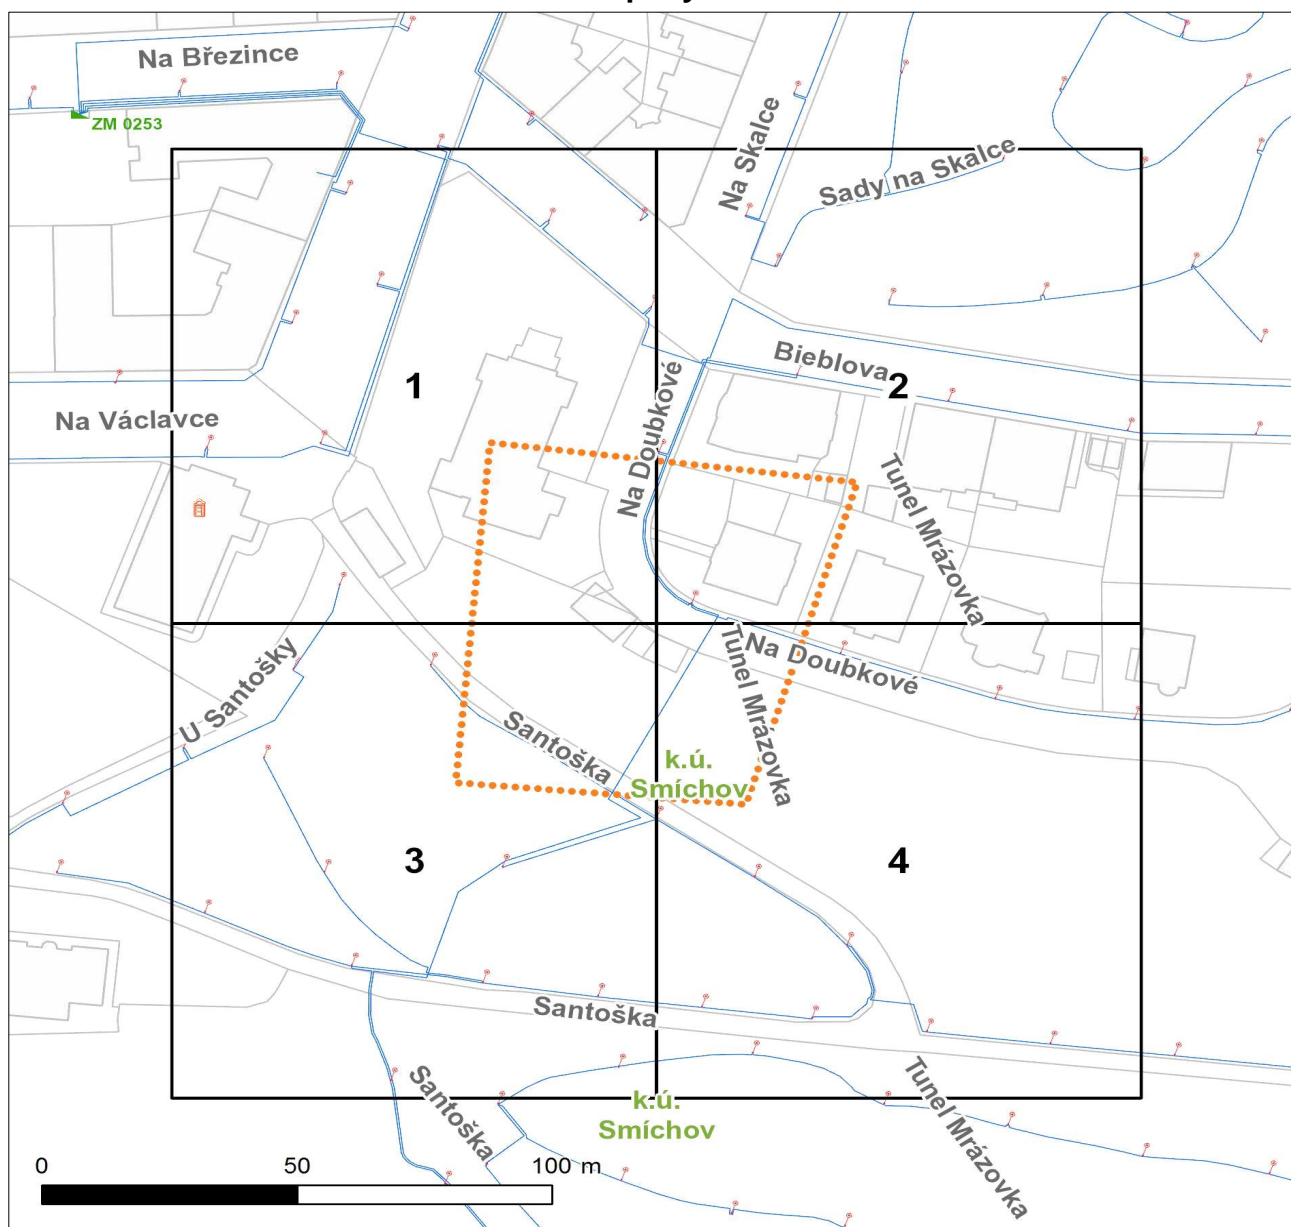 Na Březince
ZM 0253
Na Skalce
Sady na Skalce
Bieblova
1
2
Na Václavce
Na Doubkové
Tunel Mrázovka
U Santošky
Na Doubkové
Tunel Mrázovka
Santoška
k.ú.
Smíchov
3
4
Santoška
Santoška
Tunel Mrázovka
k.ú.
Smíchov
0 50 100 m